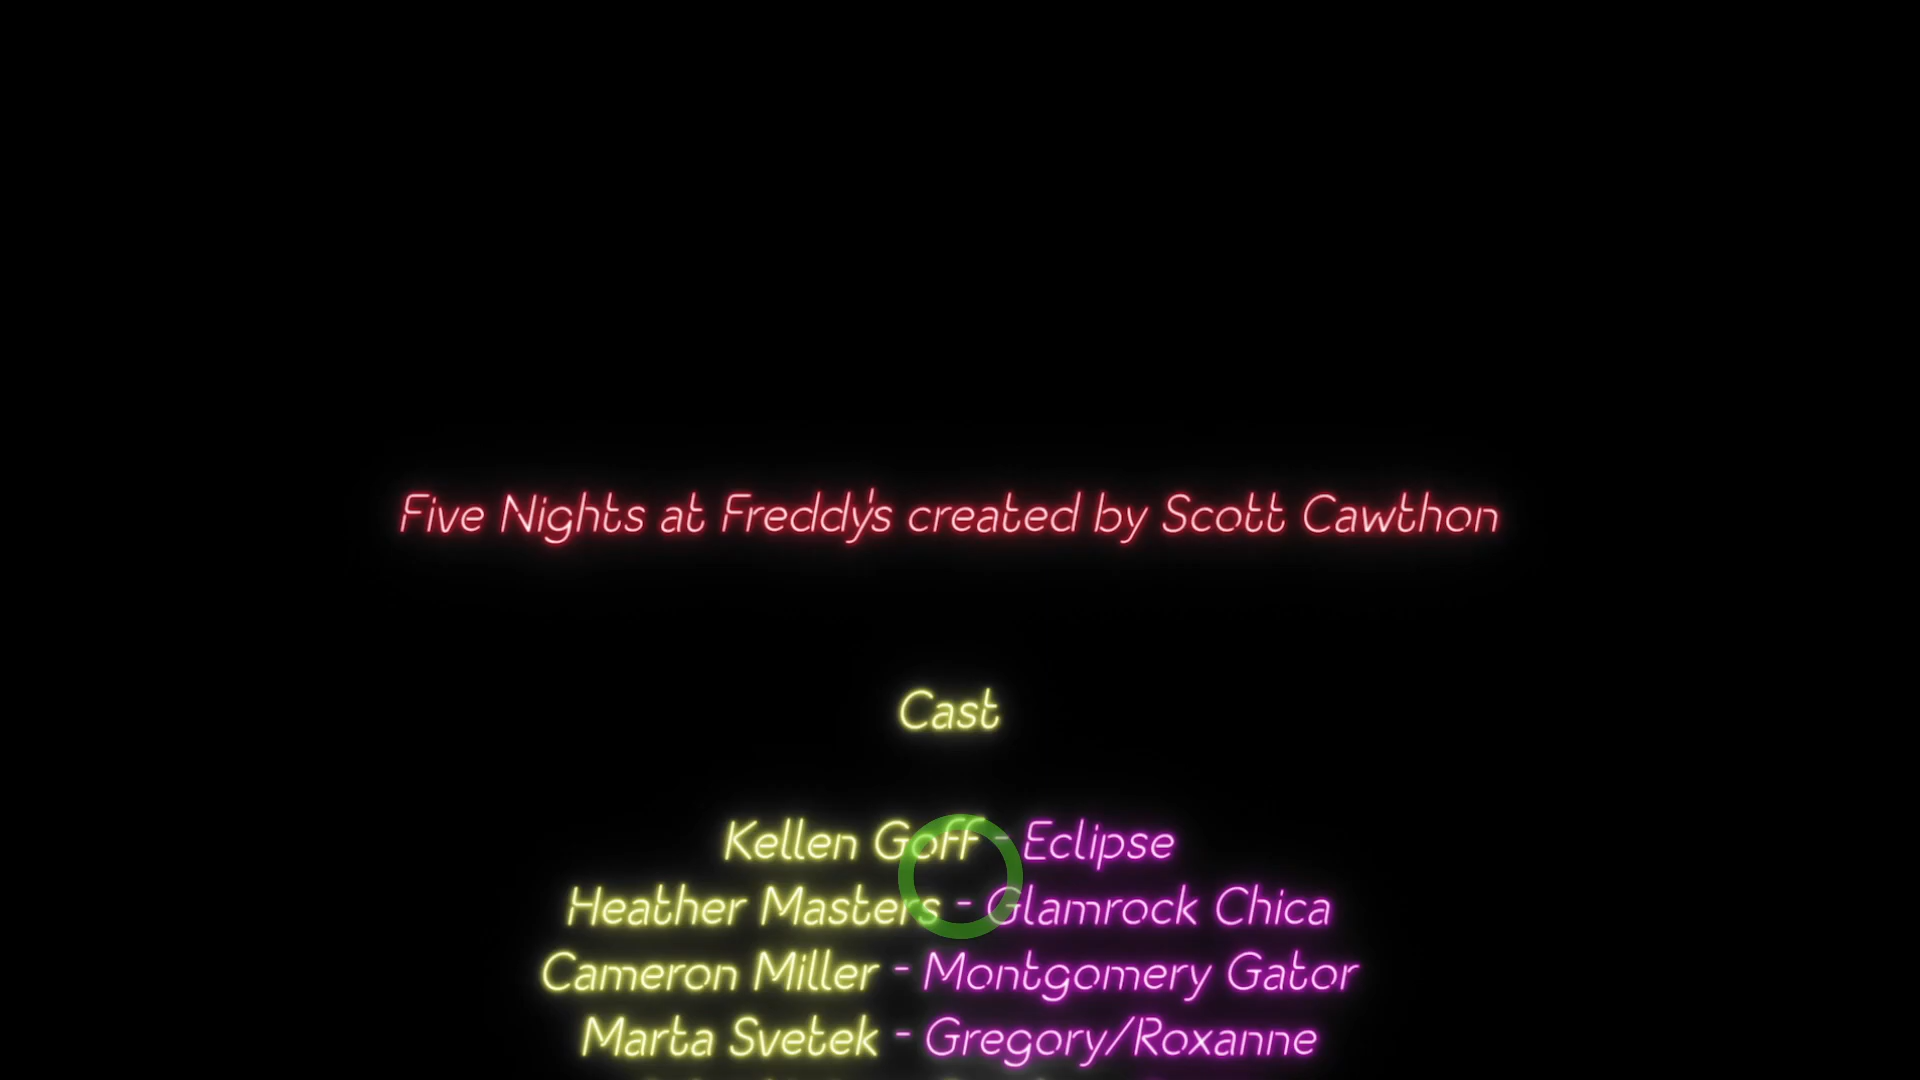 Five Nights at Freddy's created by Scott Cawthon
Cast
Kellen Goff - Eclipse
Heather Masters - Glamrock Chica
Cameron Miller - Montgomery Gator
Marta Svetek - Gregory/Roxanne